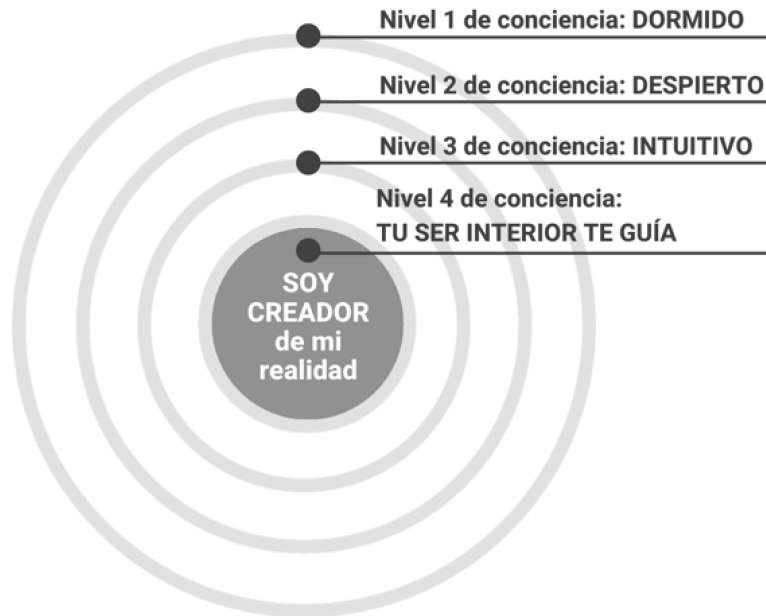 Nivel 1 de conciencia: DORMIDO
Nivel 2 de conciencia: DESPIERTO
Nivel 3 de conciencia: INTUITIVO
Nivel 4 de conciencia:
TU SER INTERIOR TE GUÍA
SOY
CREADOR
de mi
realidad